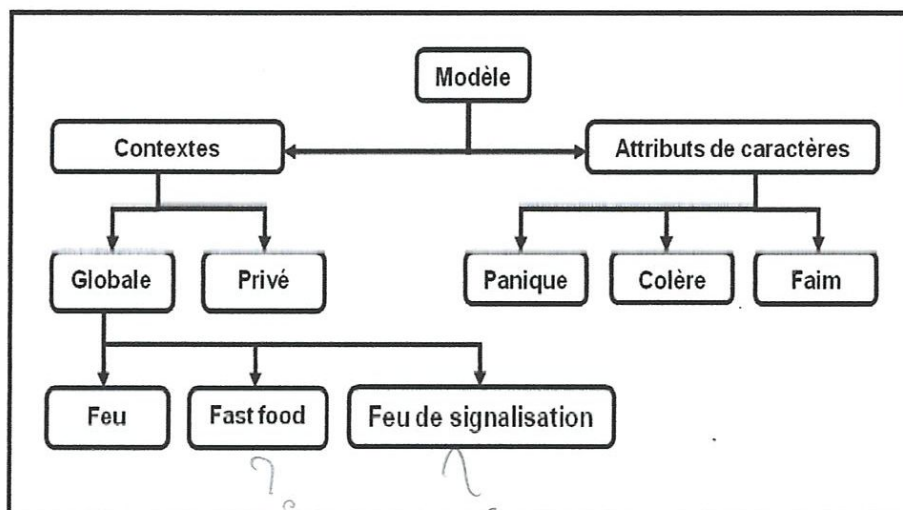 Modèle
Contextes
Attributs de caractères
Globale
Privé
Panique
Colère
Faim
Feu
Fast food
Feu de signalisation
? ?